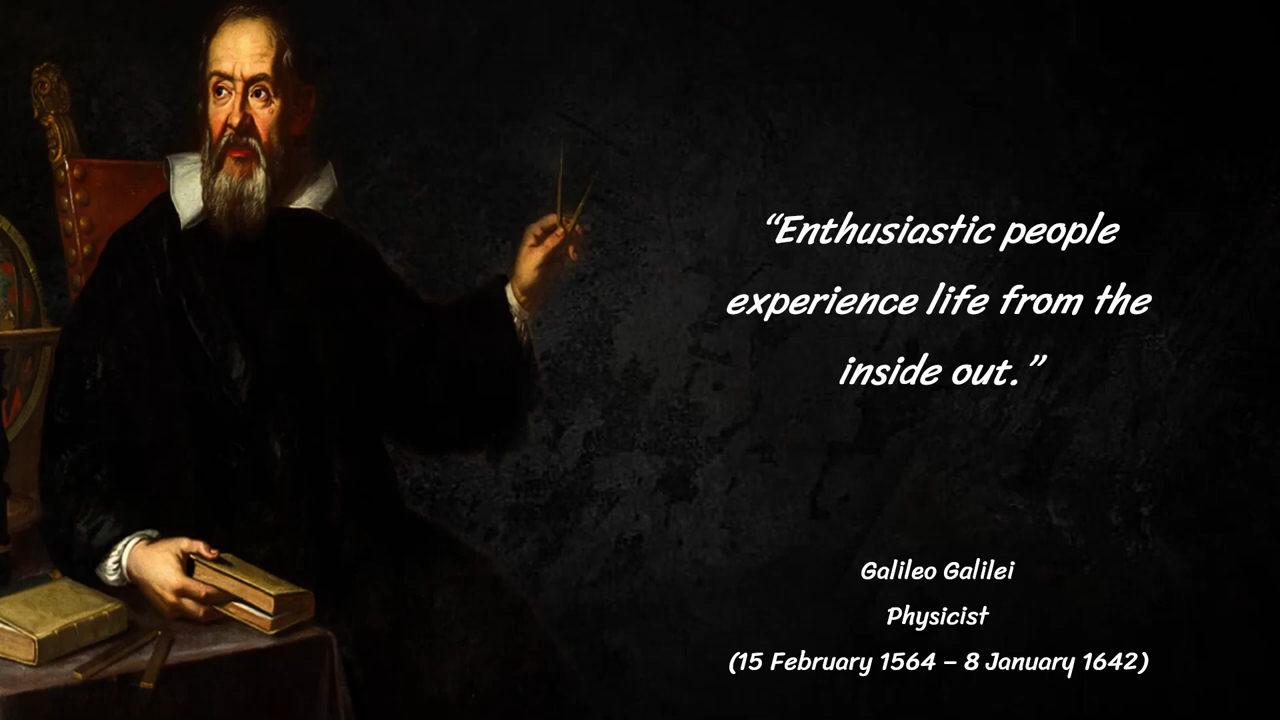 “Enthusiastic people
experience life from the
inside out.”
Galileo Galilei
Physicist
(15 February 1564 – 8 January 1642)